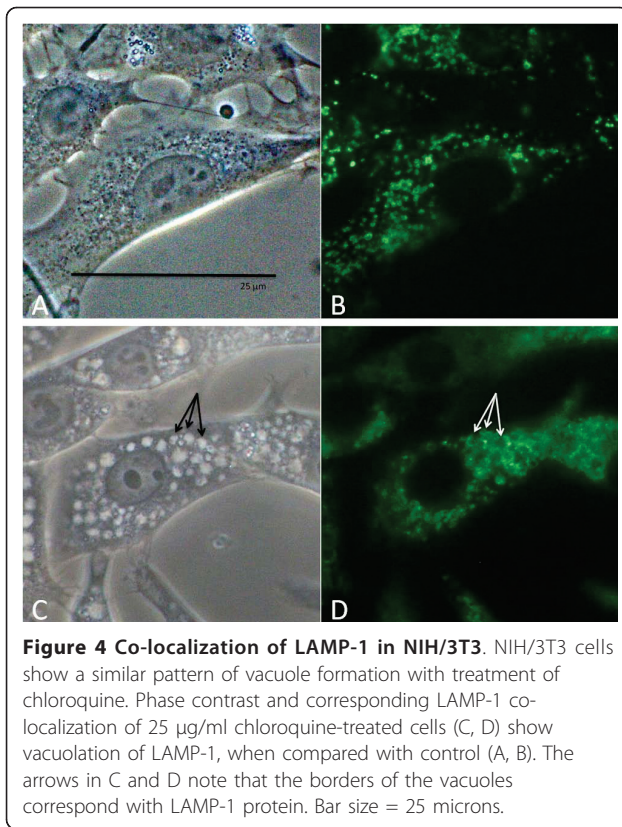 A
25 µm
B
C
D
Figure 4 Co-localization of LAMP-1 in NIH/3T3. NIH/3T3 cells
show a similar pattern of vacuole formation with treatment of
chloroquine. Phase contrast and corresponding LAMP-1 co-
localization of 25 µg/ml chloroquine-treated cells (C, D) show
vacuolation of LAMP-1, when compared with control (A, B). The
arrows in C and D note that the borders of the vacuoles
correspond with LAMP-1 protein. Bar size = 25 microns.